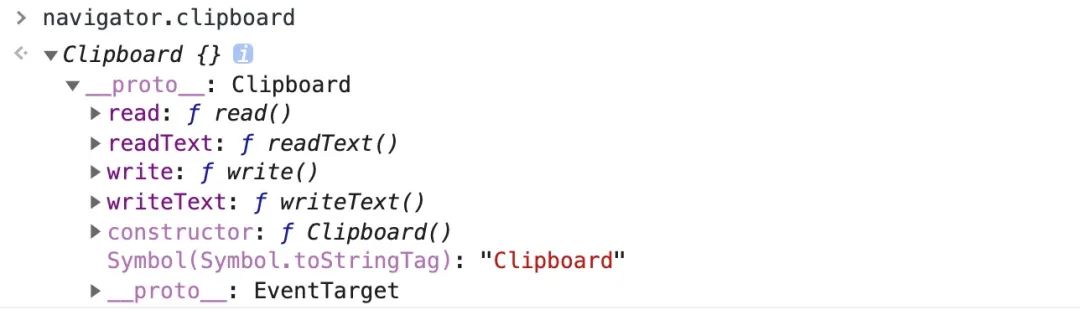 > navigator.clipboard
<· ▼Clipboard {} i
▼__proto__: Clipboard
▶read: ƒ read()
▶readText: ƒ readText()
▶write: ƒ write()
▶writeText: ƒ writeText()
▶constructor: ƒ Clipboard()
Symbol(Symbol.toStringTag): "Clipboard"
▶__proto__: EventTarget